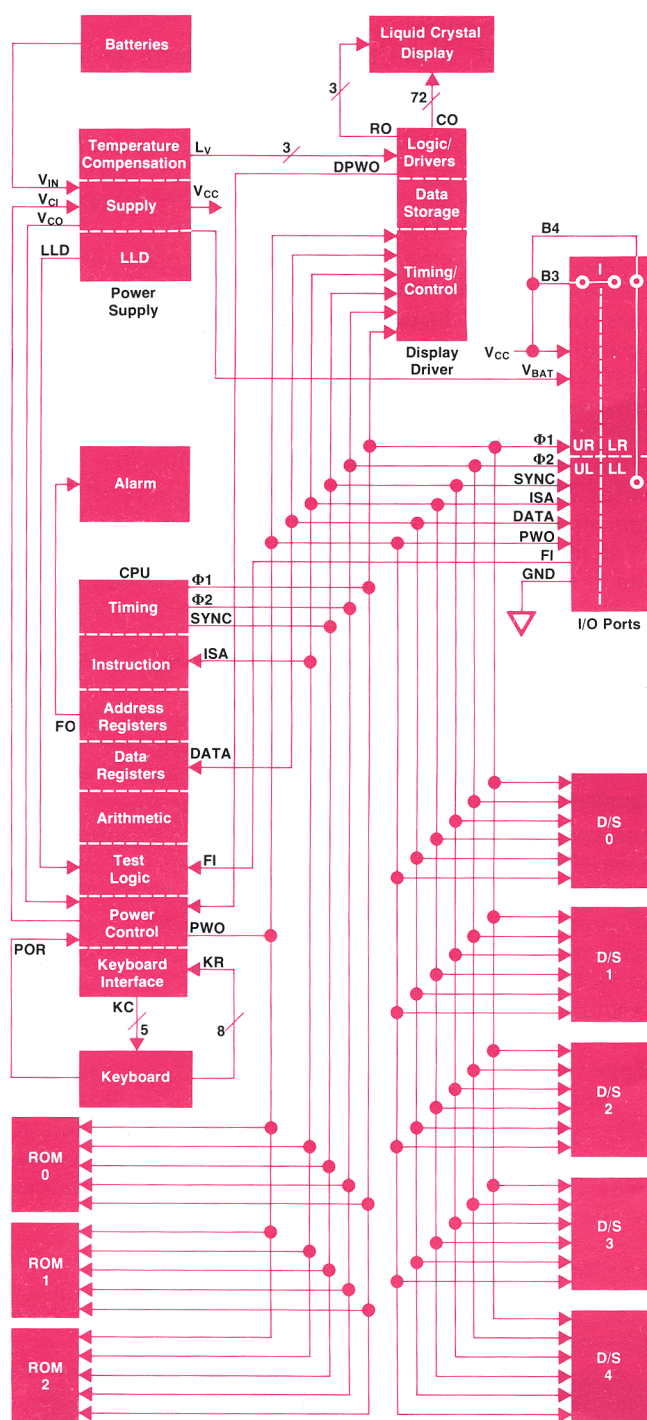 Batteries
Liquid Crystal
Display
3
72
RO
CO
Temperature
Compensation
LV
3
Logic/
Drivers
DPWO
VIN
VCI
Supply
VCC
VCO
Data
Storage
LLD
LLD
Power
Supply
Timing/
Control
Display
Driver
B4
B3
VCC
VBAT
Φ1
UR
LR
Φ2
UL
LL
SYNC
ISA
DATA
PWO
FI
GND
I/O Ports
Alarm
CPU
Timing
Φ1
Φ2
SYNC
Instruction
ISA
Address
Registers
FO
Data
Registers
DATA
Arithmetic
Test
Logic
FI
Power
Control
PWO
POR
Keyboard
Interface
KR
KC
5
8
Keyboard
D/S
0
D/S
1
D/S
2
D/S
3
D/S
4
ROM
0
ROM
1
ROM
2